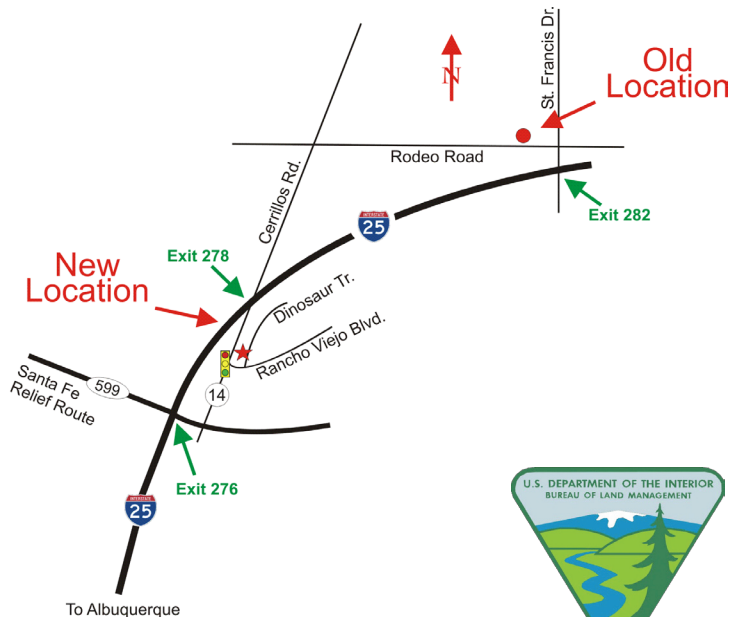 St. Francis Dr.
N
Old
Location
Rodeo Road
Cerrillos Rd.
Exit 282
INTERSTATE
25
Exit 278
New
Location
Dinosaur Tr.
Rancho Viejo Blvd.
Santa Fe
Relief Route
599
14
Exit 276
INTERSTATE
25
To Albuquerque
U.S. DEPARTMENT OF THE INTERIOR
BUREAU OF LAND MANAGEMENT